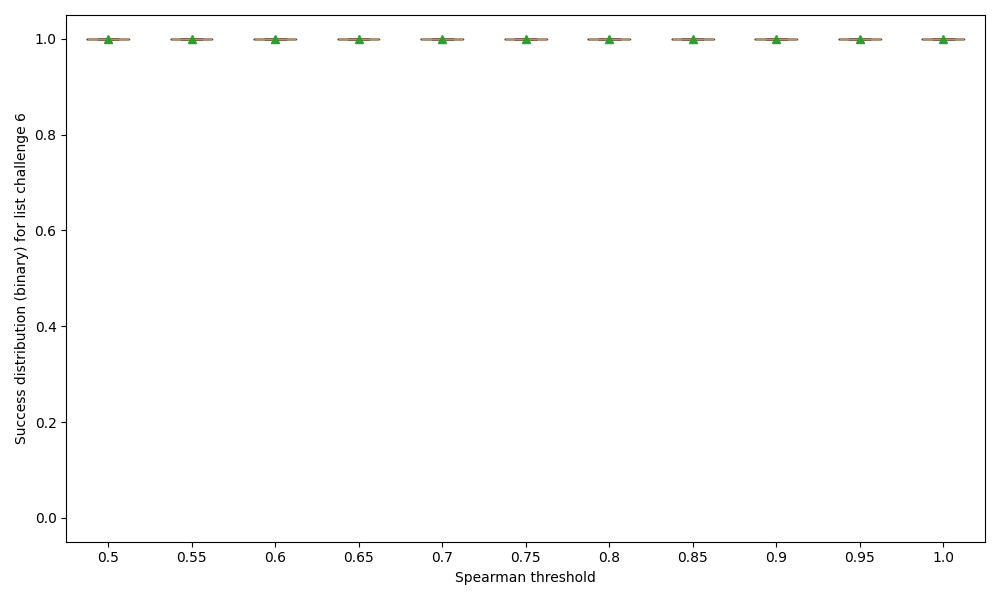 Success distribution (binary) for list challenge 6
1.0
0.8
0.6
0.4
0.2
0.0
0.5 0.55 0.6 0.65 0.7 0.75 0.8 0.85 0.9 0.95 1.0
Spearman threshold